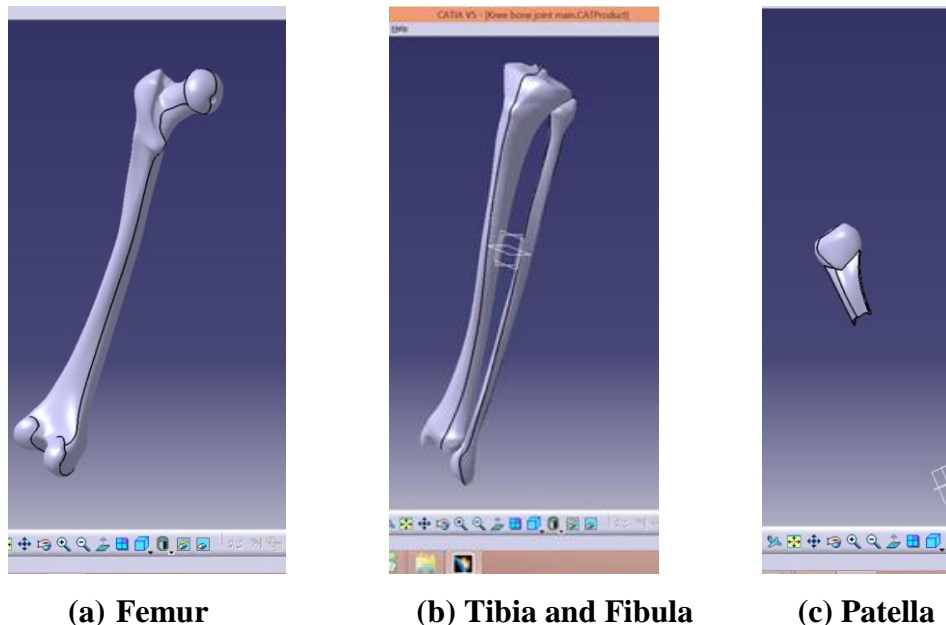 CATIA V5 - [Knee bone joint main.CATProduct]
Help
(a) Femur
(b) Tibia and Fibula
(c) Patella